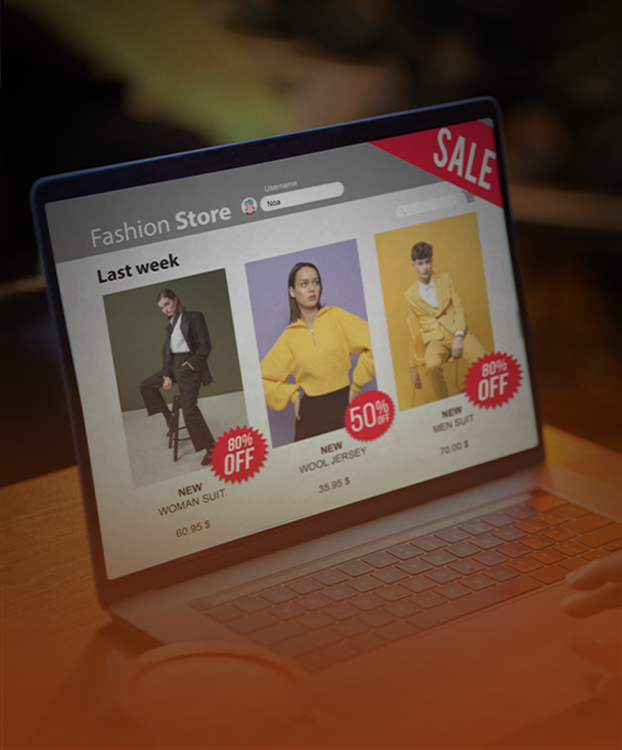 SALE
Username
Fashion Store
Noa
Last week
80%
OFF
NEW
WOMAN SUIT
60.95 $
50%
OFF
NEW
WOOL JERSEY
35.95 $
80%
OFF
NEW
MEN SUIT
70.00 $